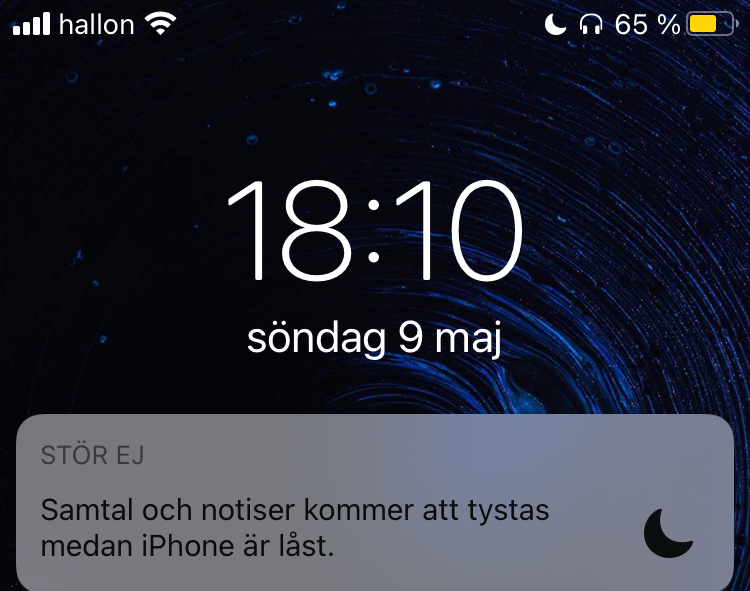 hallon 65 %
18:10
söndag 9 maj
STÖR EJ
Samtal och notiser kommer att tystas
medan iPhone är låst.